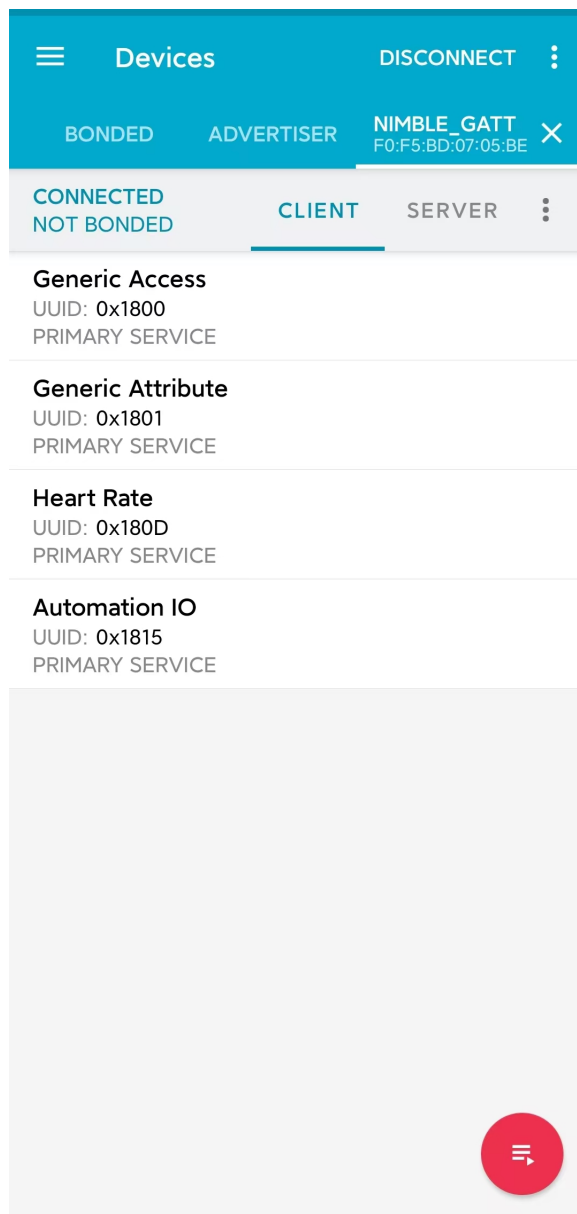 Devices
DISCONNECT
BONDED
ADVERTISER
NIMBLE_GATT
F0:F5:BD:07:05:BE
CONNECTED
NOT BONDED
CLIENT
SERVER
Generic Access
UUID: 0x1800
PRIMARY SERVICE
Generic Attribute
UUID: 0x1801
PRIMARY SERVICE
Heart Rate
UUID: 0x180D
PRIMARY SERVICE
Automation IO
UUID: 0x1815
PRIMARY SERVICE